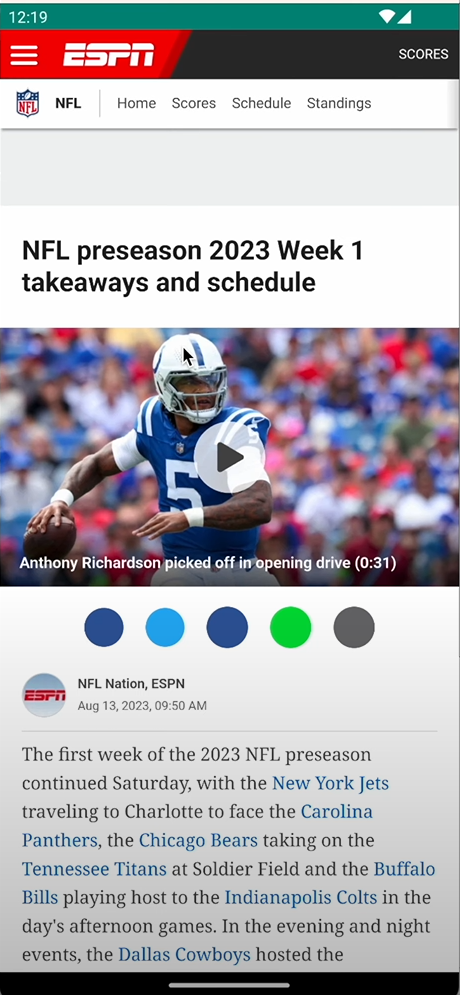 12:19
ESPN
SCORES
NFL
NFL
Home
Scores
Schedule
Standings
NFL preseason 2023 Week 1
takeaways and schedule
5
Anthony Richardson picked off in opening drive (0:31)
ESPN
NFL Nation, ESPN
Aug 13, 2023, 09:50 AM
The first week of the 2023 NFL preseason
continued Saturday, with the New York Jets
traveling to Charlotte to face the Carolina
Panthers, the Chicago Bears taking on the
Tennessee Titans at Soldier Field and the Buffalo
Bills playing host to the Indianapolis Colts in the
day's afternoon games. In the evening and night
events, the Dallas Cowboys hosted the